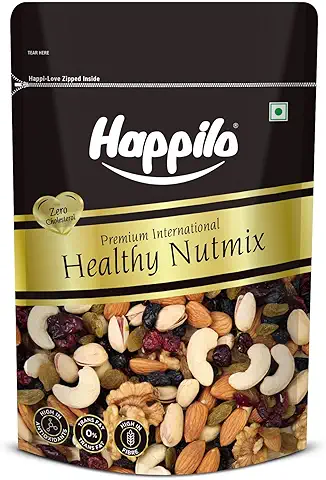 TEAR HERE
Happi-Love Zipped Inside
Happilo®
Zero
Cholesterol
Premium International
Healthy Nutmix
HIGH IN
ANTIOXIDANTS
TRANS FAT
0%
TRANS FAT
HIGH IN
FIBRE